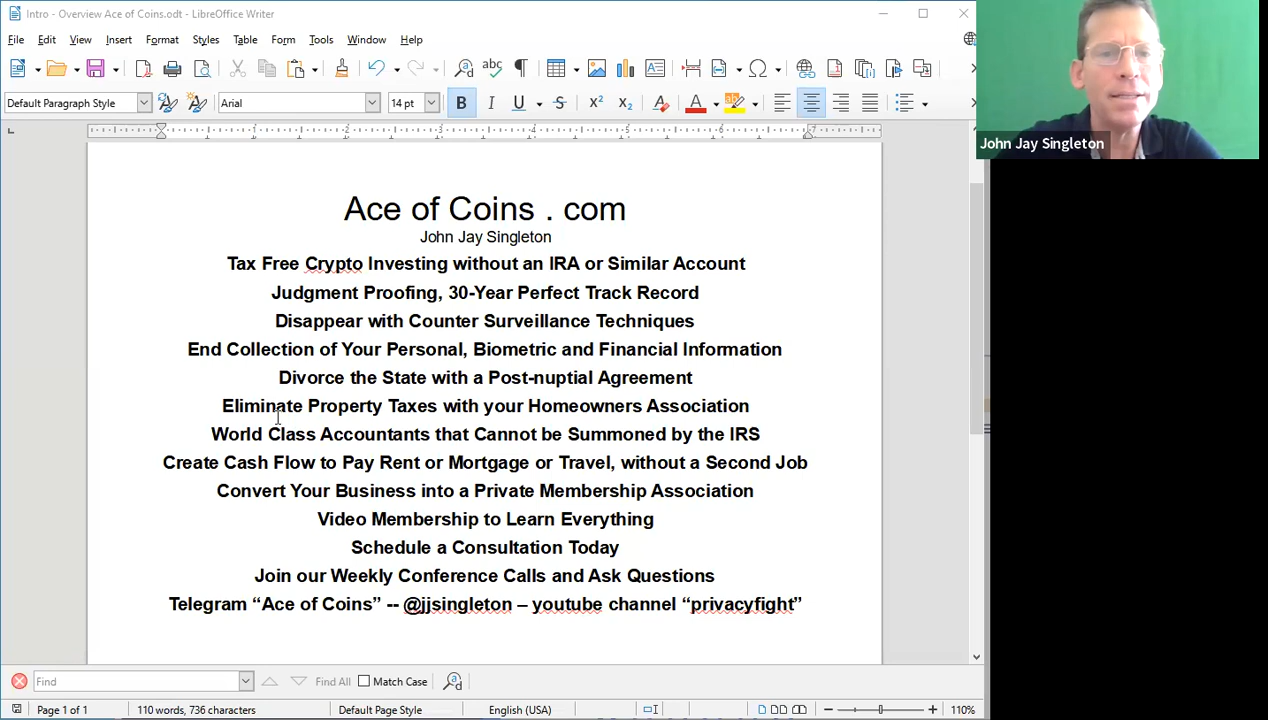 Intro - Overview Ace of Coins.odt - LibreOffice Writer
File Edit View Insert Format Styles Table Form Tools Window Help
Default Paragraph Style Arial 14 pt
John Jay Singleton
Ace of Coins . com
John Jay Singleton
Tax Free Crypto Investing without an IRA or Similar Account
Judgment Proofing, 30-Year Perfect Track Record
Disappear with Counter Surveillance Techniques
End Collection of Your Personal, Biometric and Financial Information
Divorce the State with a Post-nuptial Agreement
Eliminate Property Taxes with your Homeowners Association
World Class Accountants that Cannot be Summoned by the IRS
Create Cash Flow to Pay Rent or Mortgage or Travel, without a Second Job
Convert Your Business into a Private Membership Association
Video Membership to Learn Everything
Schedule a Consultation Today
Join our Weekly Conference Calls and Ask Questions
Telegram “Ace of Coins” -- @jjsingleton – youtube channel “privacyfight”
Find Find All Match Case
Page 1 of 1 110 words, 736 characters Default Page Style English (USA) 110%